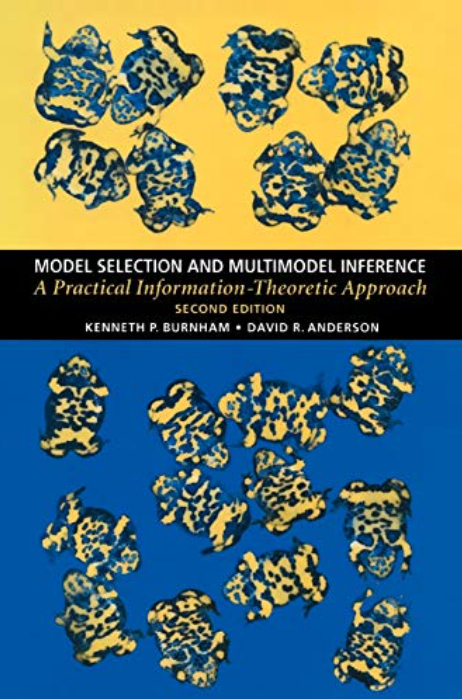 MODEL SELECTION AND MULTIMODEL INFERENCE
A Practical Information-Theoretic Approach
SECOND EDITION
KENNETH P. BURNHAM • DAVID R. ANDERSON